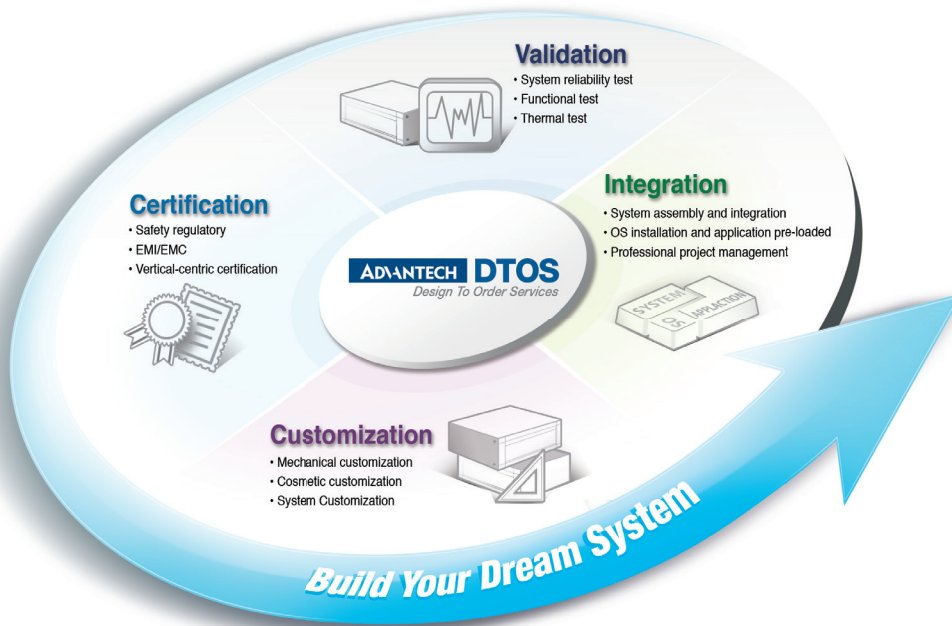 Validation
• System reliability test
• Functional test
• Thermal test
Integration
• System assembly and integration
• OS installation and application pre-loaded
• Professional project management
SYSTEM
OS
APPLACTION
Certification
• Safety regulatory
• EMI/EMC
• Vertical-centric certification
ADVANTECH DTOS
Design To Order Services
Customization
• Mechanical customization
• Cosmetic customization
• System Customization
Build Your Dream System